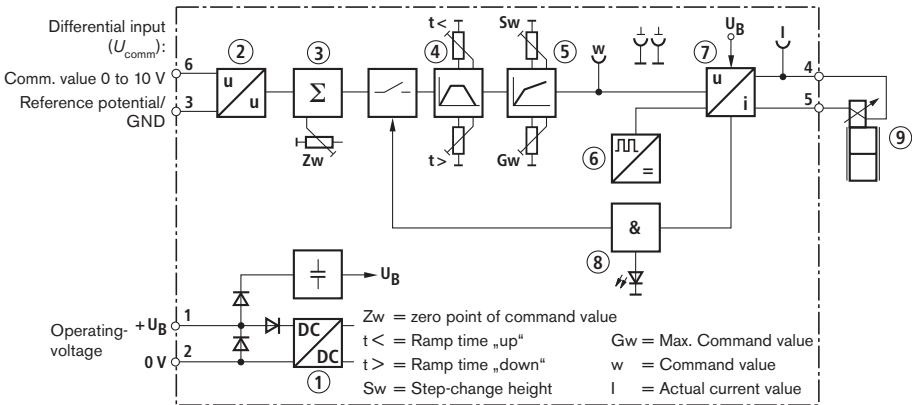 Differential input
(Ucomm):
6
Comm. value 0 to 10 V
Reference potential/
3
GND
2
u
u
3
Σ
Zw
t<
4
t>
Sw
5
Gw
w
6
=
7
UB
u
i
I
4
5
9
&
8
UB
Operating-
voltage
+UB
1
0 V
2
DC
DC
1
Zw = zero point of command value
t < = Ramp time „up“
t > = Ramp time „down“
Sw = Step-change height
Gw = Max. Command value
w = Command value
I = Actual current value